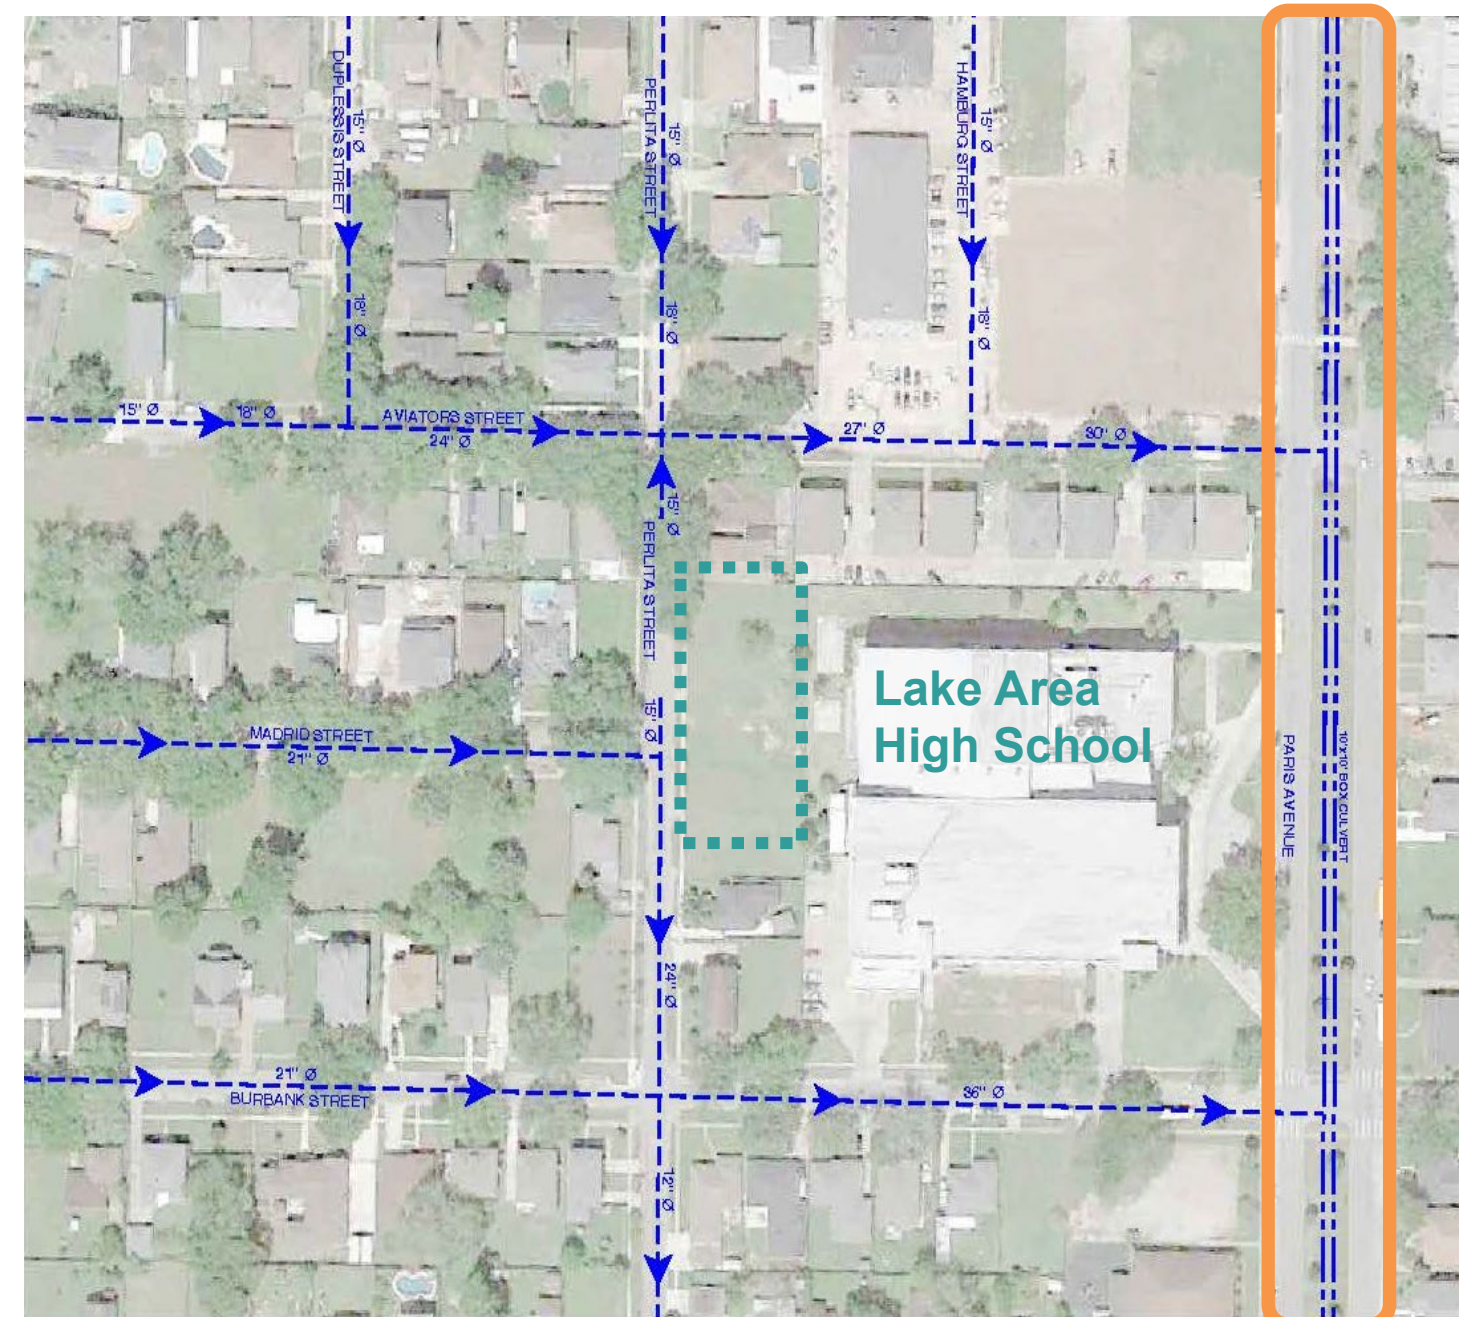 DUPLESSIS STREET
15" Ø
18" Ø
PERLITA STREET
15" Ø
18" Ø
HAMBURG STREET
15" Ø
18" Ø
15" Ø
18" Ø
AVIATORS STREET
24" Ø
27" Ø
30" Ø
15" Ø
PERLITA STREET
15" Ø
MADRID STREET
21" Ø
Lake Area
High School
PARIS AVENUE
10'x10' BOX CULVERT
24" Ø
21" Ø
BURBANK STREET
36" Ø
12" Ø